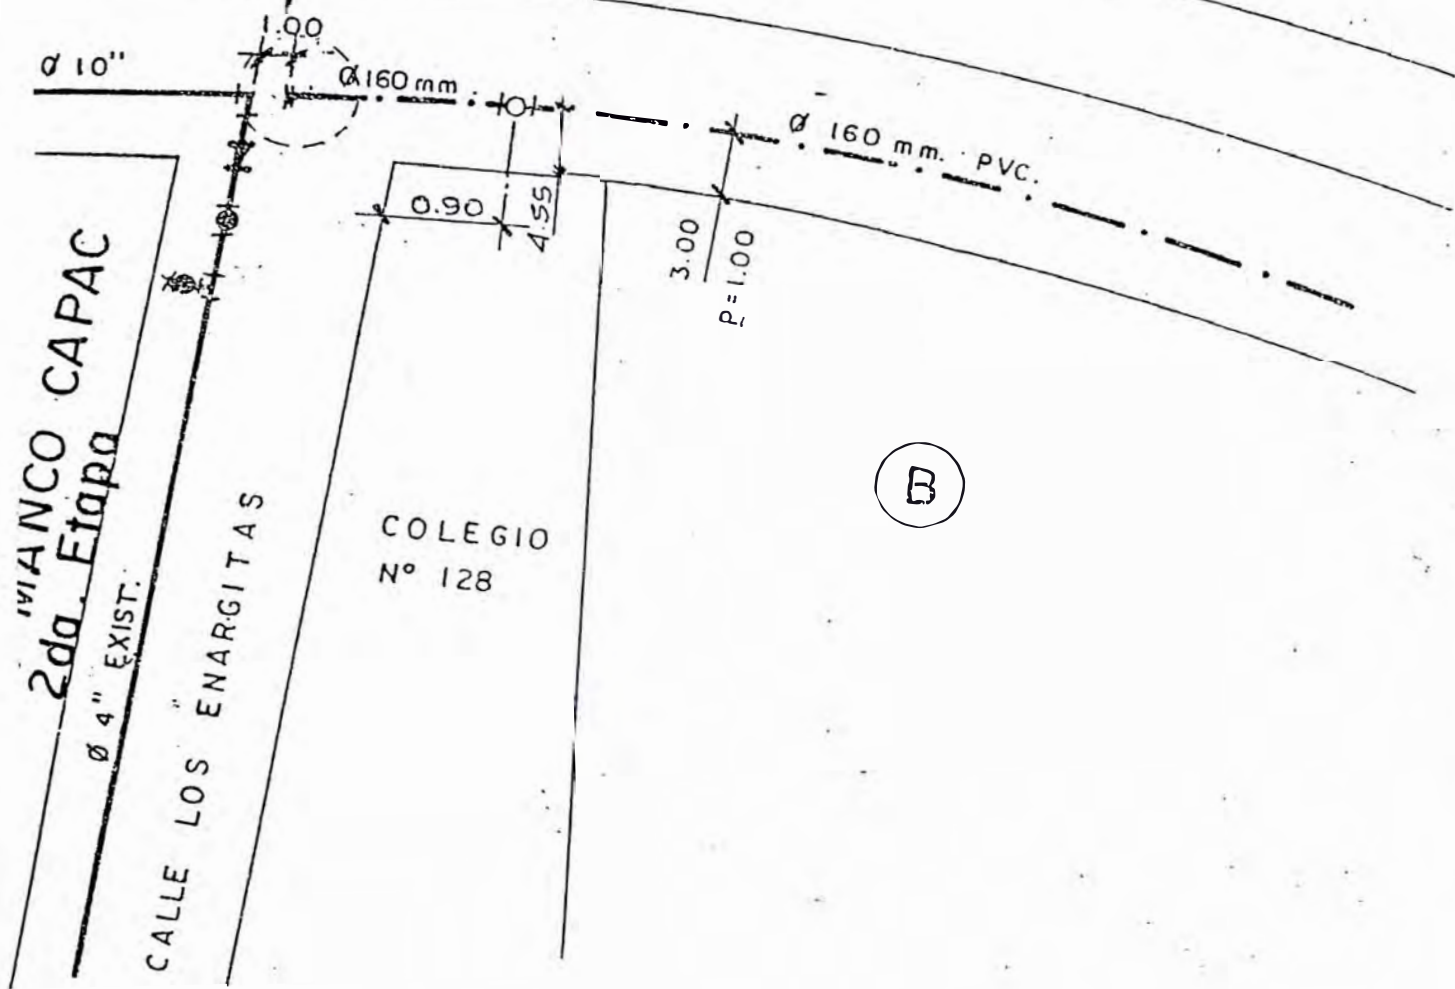 1.00
Ø 10"
Ø160 mm
Ø 160 mm. PVC.
0.90
4.55
3.00
P=1.00
MANCO CAPAC
2da. Etapa
Ø 4" EXIST.
CALLE LOS ENARGITAS
COLEGIO
Nº 128
B